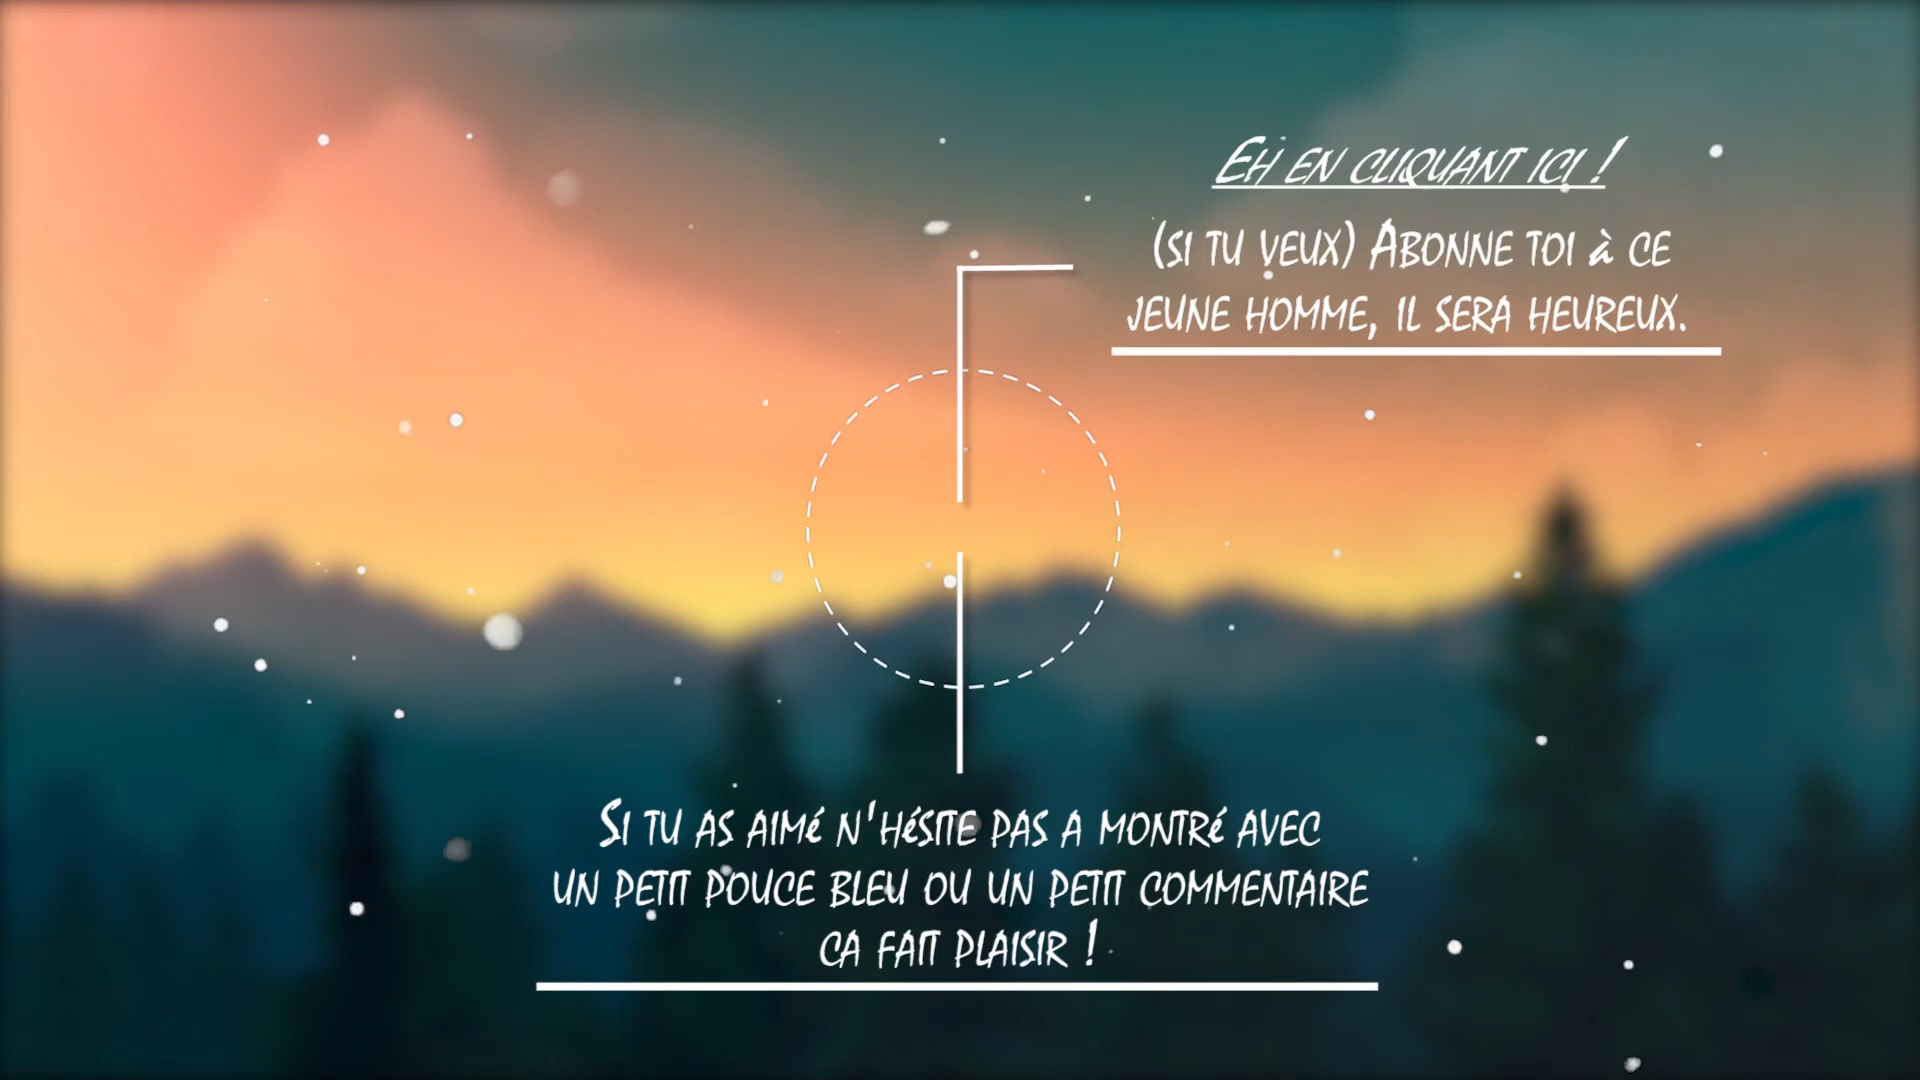 Eh en cliquant ici !
(si tu veux) Abonne toi à ce
jeune homme, il sera heureux.
Si tu as aimé n'hésite pas a montré avec
un petit pouce bleu ou un petit commentaire
ca fait plaisir !